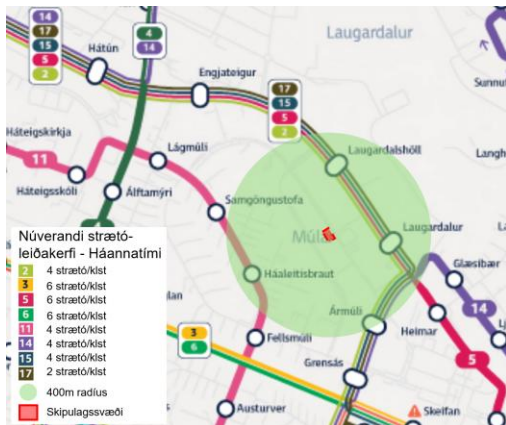 14
17
15
5
2
4
14
Laugardalur
Hátún
Engjateigur
Sunnu
17
15
5
2
Háteigskirkja
Lágmúli
Laugardalshöll
Lang
11
Háteigsskóli
Álftamýri
Samgöngustofa
Múla
Laugardalur
Glæsibær
Háaleitisbraut
14
Ármúli
Heimar
Lj
3
6
Fellsmúli
5
Grensás
Austurver
Skeifan
Núverandi strætó-
leiðakerfi - Háannatími
2 4 strætó/klst
3 6 strætó/klst
5 6 strætó/klst
6 6 strætó/klst
11 4 strætó/klst
14 4 strætó/klst
15 4 strætó/klst
17 2 strætó/klst
400m radíus
Skipulagssvæði